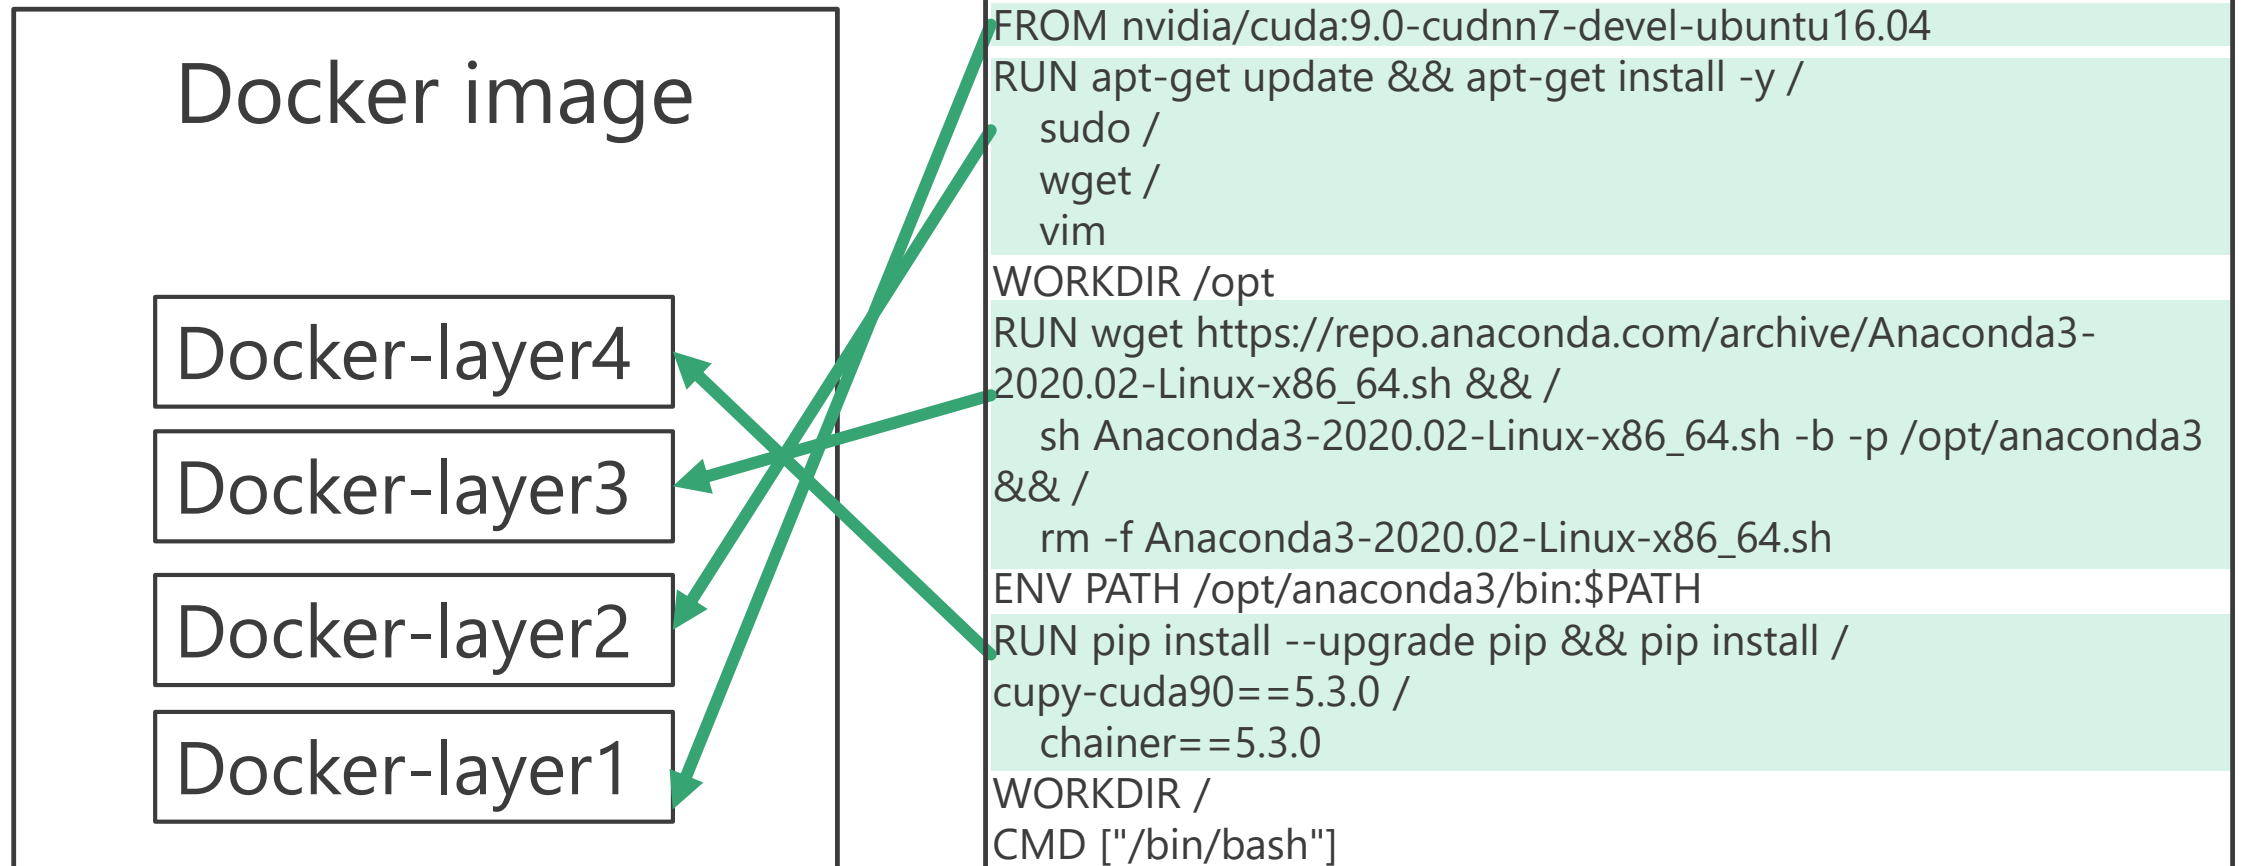 Docker image
Docker-layer4
Docker-layer3
Docker-layer2
Docker-layer1
FROM nvidia/cuda:9.0-cudnn7-devel-ubuntu16.04
RUN apt-get update && apt-get install -y /
sudo /
wget /
vim
WORKDIR /opt
RUN wget https://repo.anaconda.com/archive/Anaconda3-
2020.02-Linux-x86_64.sh && /
sh Anaconda3-2020.02-Linux-x86_64.sh -b -p /opt/anaconda3
&& /
rm -f Anaconda3-2020.02-Linux-x86_64.sh
ENV PATH /opt/anaconda3/bin:$PATH
RUN pip install --upgrade pip && pip install /
cupy-cuda90==5.3.0 /
chainer==5.3.0
WORKDIR /
CMD ["/bin/bash"]